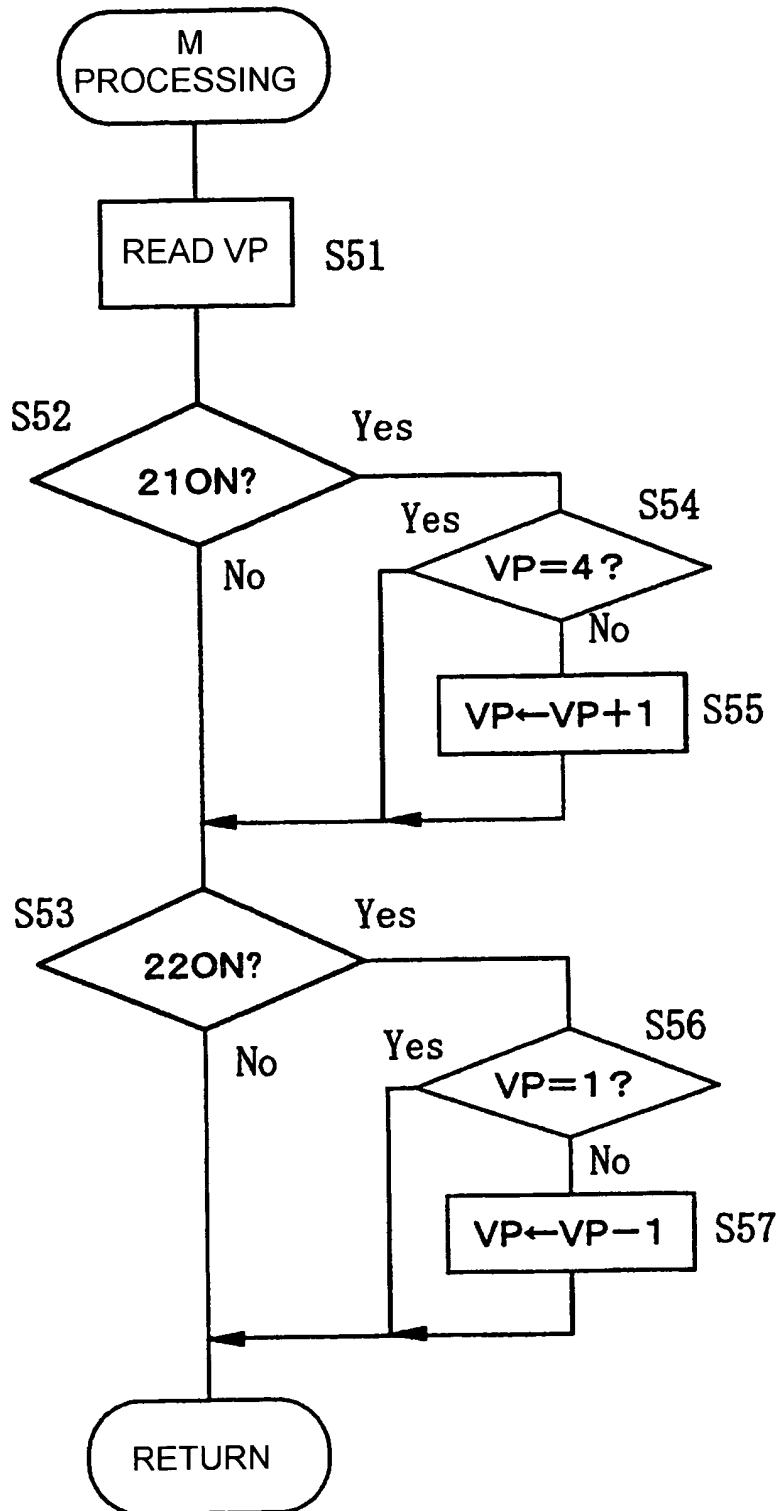 M
PROCESSING
READ VP
S51
S52
Yes
21ON?
No
S54
Yes
VP=4?
No
VP←VP+1
S55
S53
Yes
22ON?
No
S56
Yes
VP=1?
No
VP←VP−1
S57
RETURN